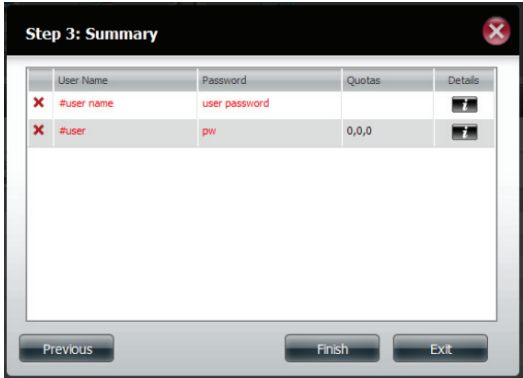 Step 3: Summary
User Name Password Quotas Details
#user name user password
#user pw 0,0,0
Previous Finish Exit